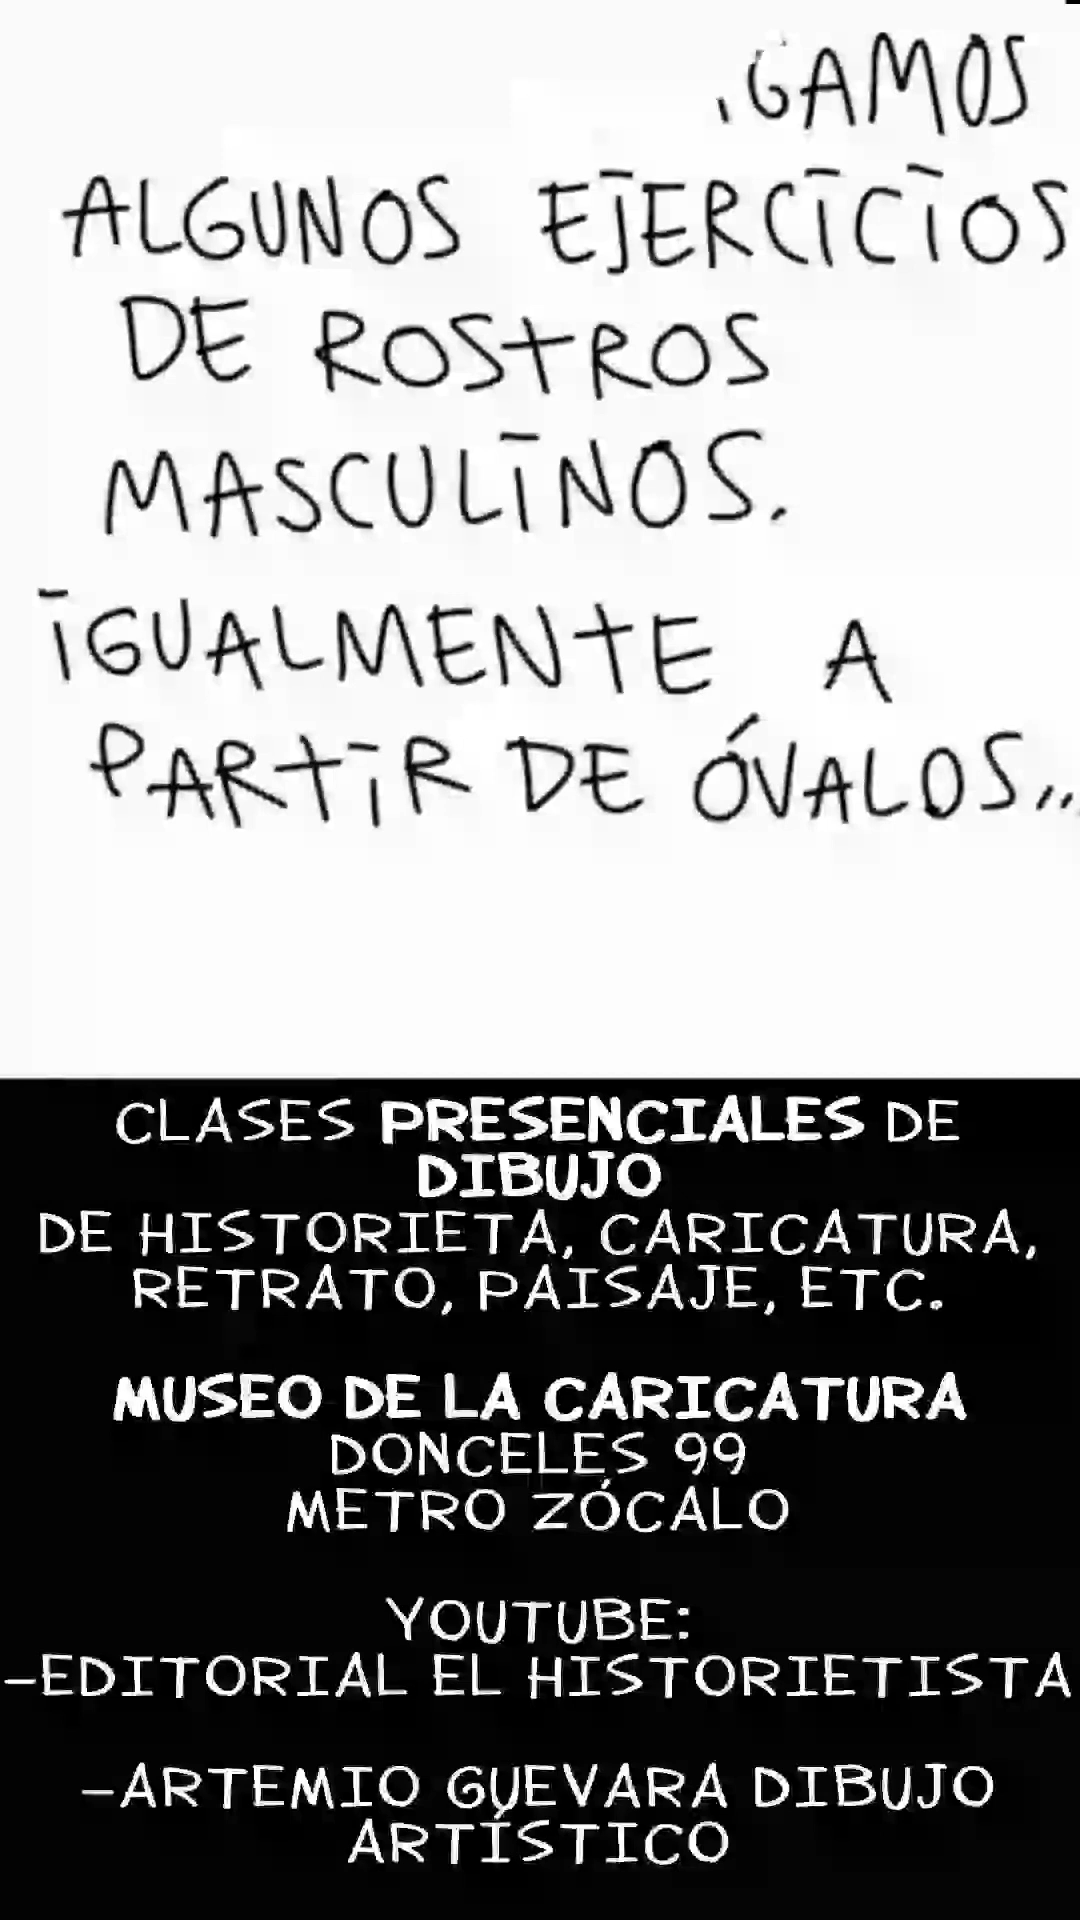 ALGUNOS EJERCICIOS
DE ROSTROS
MASCULINOS.
IGUALMENTE A
PARTIR DE ÓVALOS...
CLASES PRESENCIALES DE
DIBUJO
DE HISTORIETA, CARICATURA,
RETRATO, PAISAJE, ETC.
MUSEO DE LA CARICATURA
DONCELES 99
METRO ZÓCALO
YOUTUBE:
-EDITORIAL EL HISTORIETISTA
-ARTEMIO GUEVARA DIBUJO
ARTÍSTICO